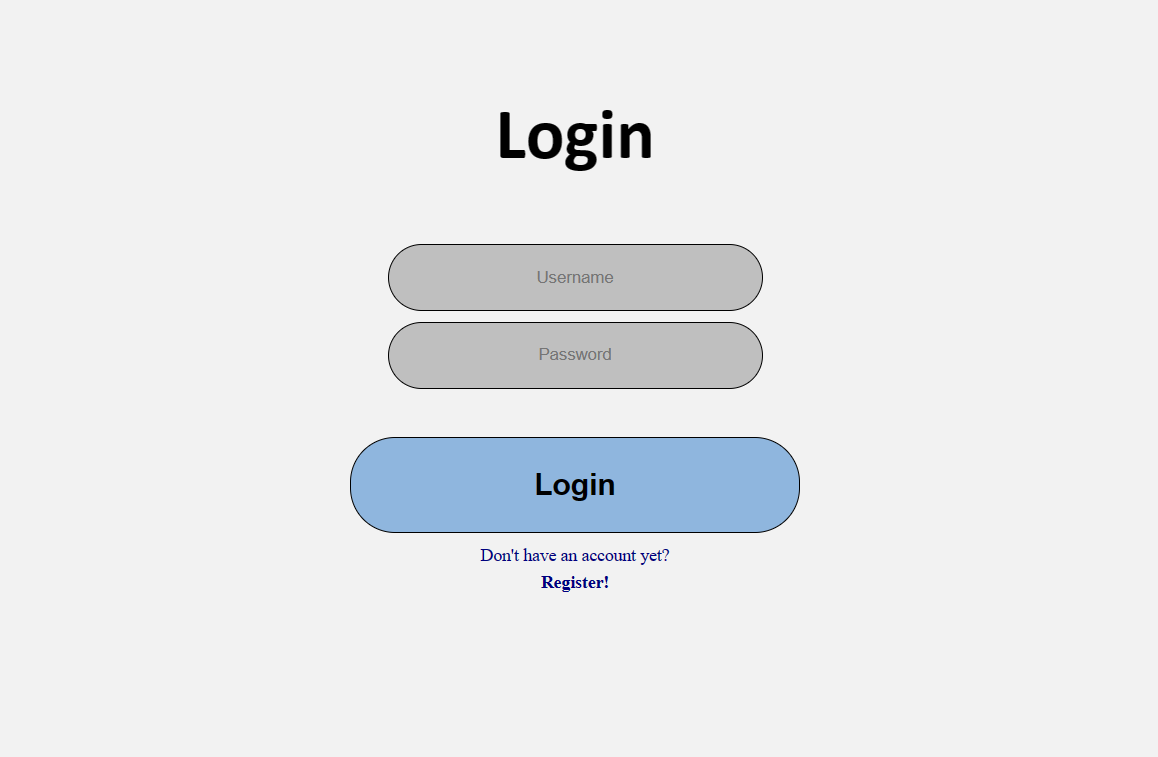 Login
Username
Password
Login
Don't have an account yet?
Register!